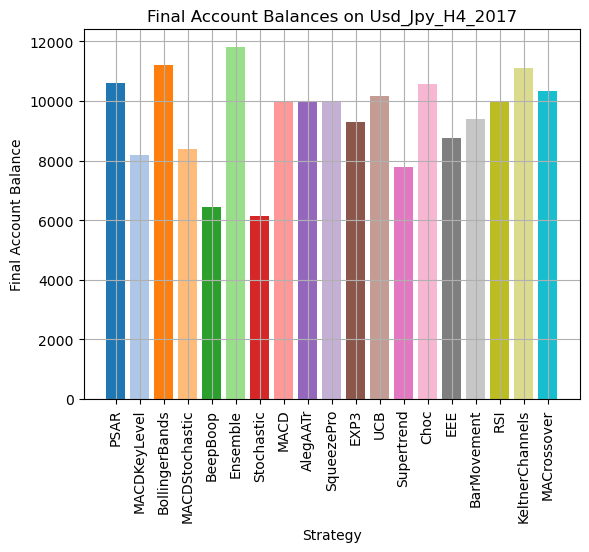 Final Account Balances on Usd_Jpy_H4_2017
Final Account Balance
12000
10000
8000
6000
4000
2000
0
PSAR
MACDKeyLevel
BollingerBands
MACDStochastic
BeepBoop
Ensemble
Stochastic
MACD
AlegAATr
SqueezePro
EXP3
UCB
Supertrend
Choc
EEE
BarMovement
RSI
KeltnerChannels
MACrossover
Strategy